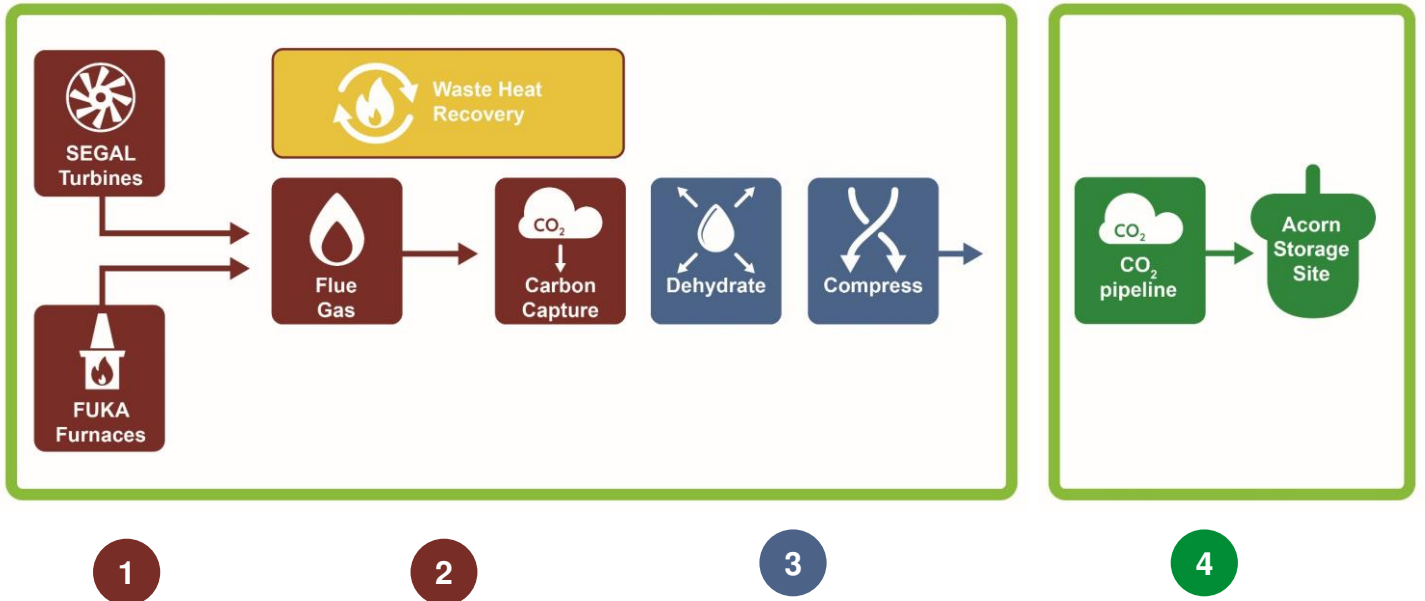 SEGAL
Turbines
Waste Heat
Recovery
FUKA
Furnaces
Flue
Gas
CO₂
Carbon
Capture
Dehydrate
Compress
CO₂
CO₂
pipeline
Acorn
Storage
Site
1
2
3
4